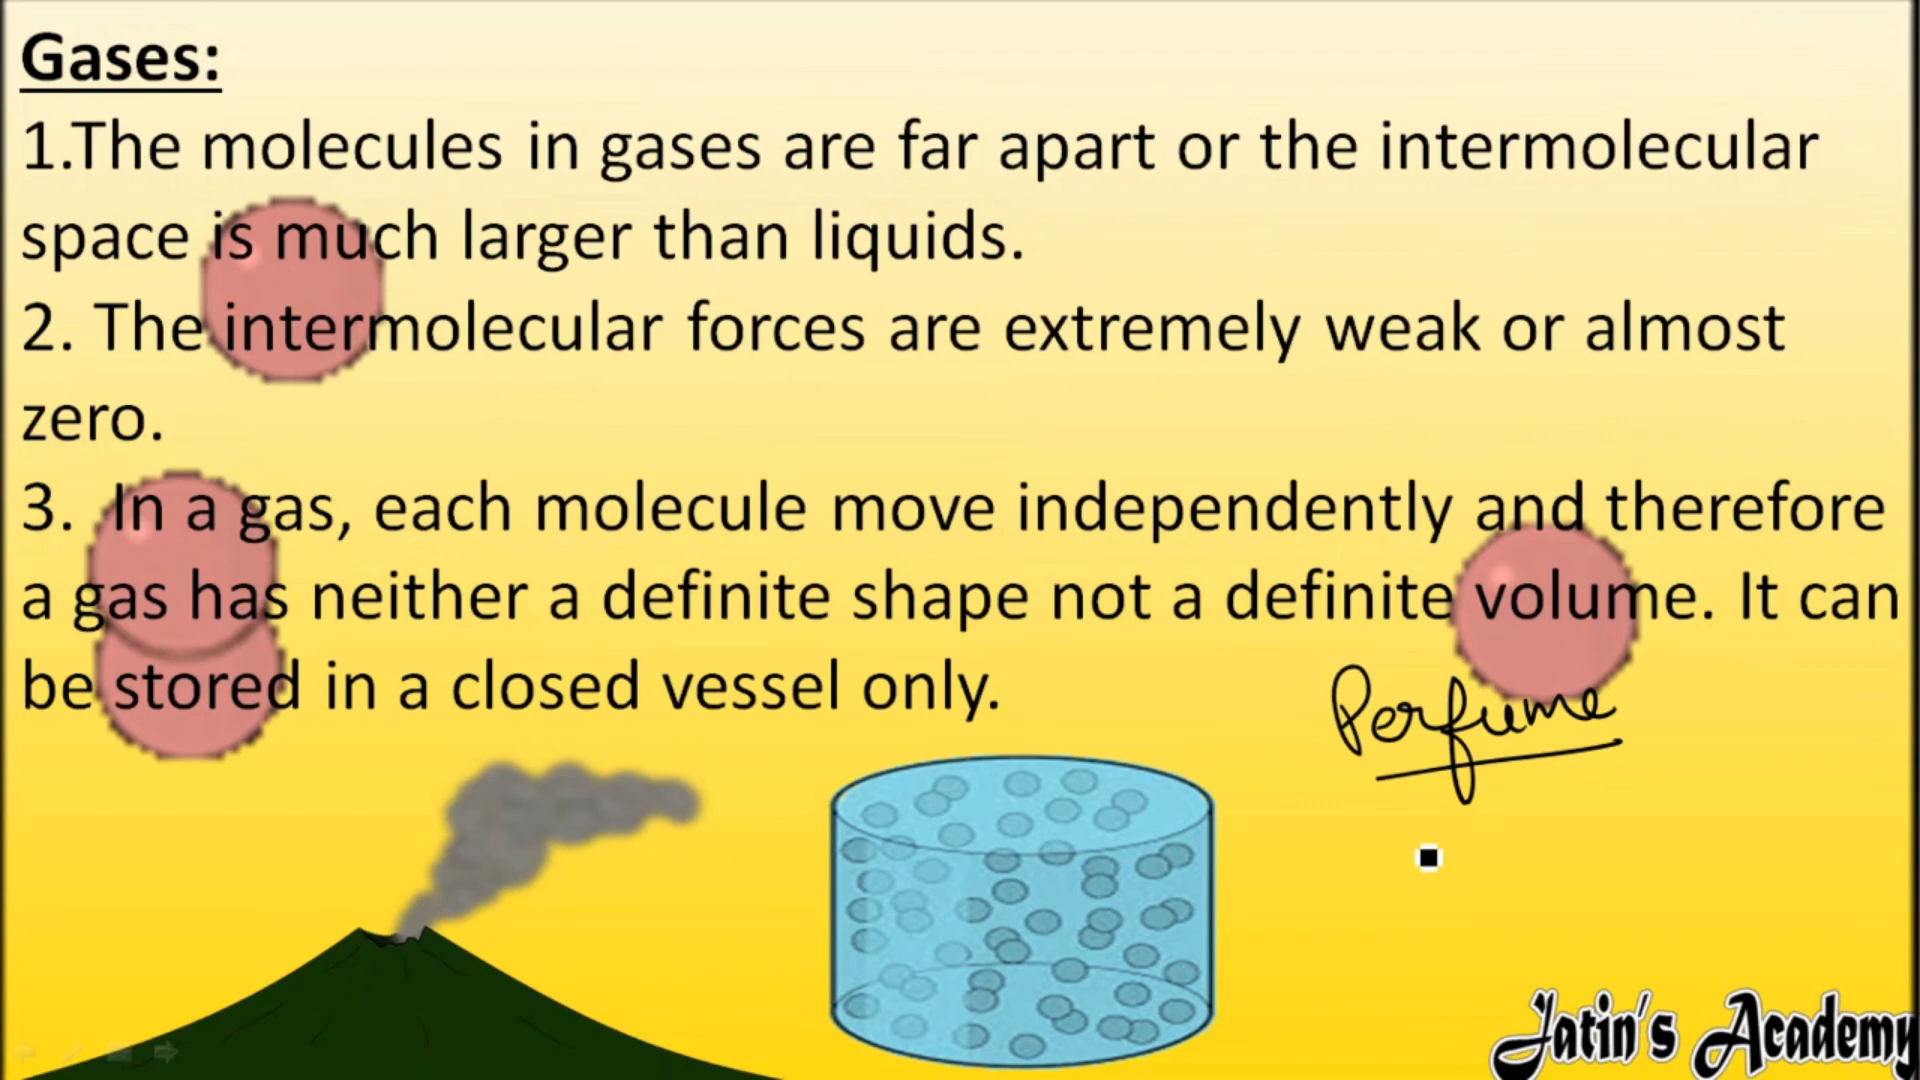 Gases:
1.The molecules in gases are far apart or the intermolecular
space is much larger than liquids.
2. The intermolecular forces are extremely weak or almost
zero.
3. In a gas, each molecule move independently and therefore
a gas has neither a definite shape not a definite volume. It can
be stored in a closed vessel only.
Perfume
Jatin's Academy